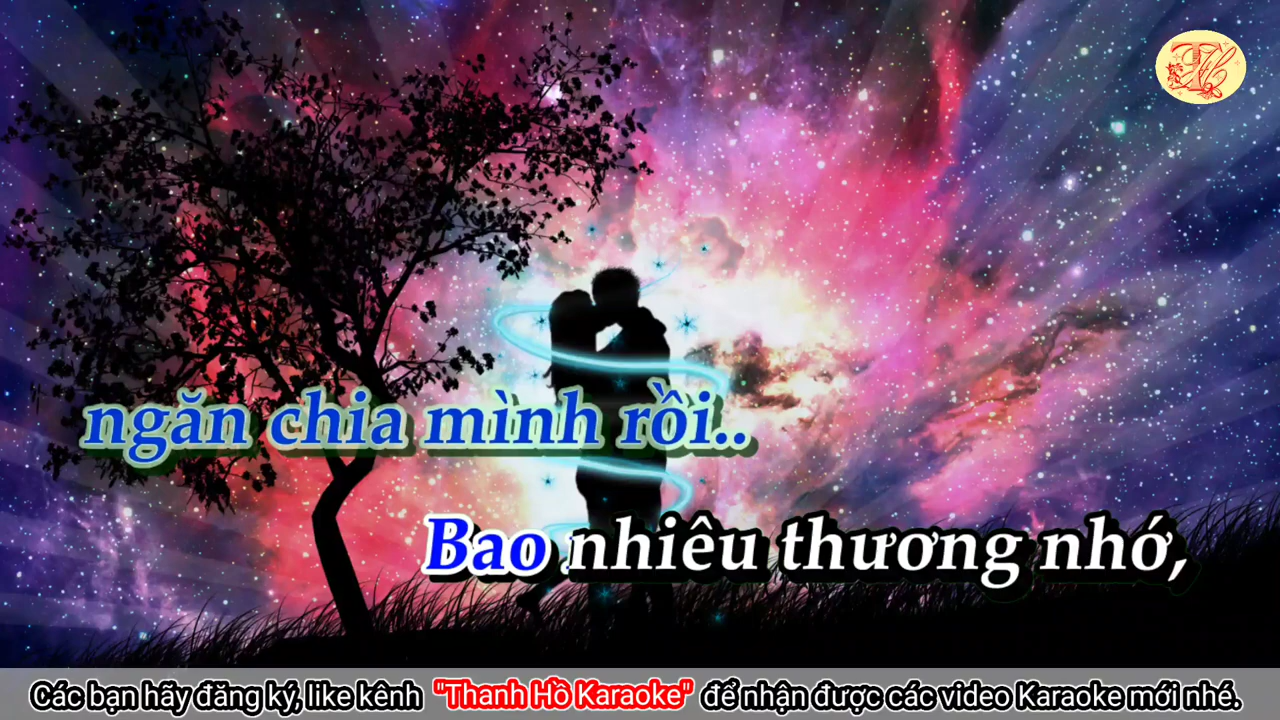 ngăn chia mình rồi..
Bao nhiêu thương nhớ,
Các bạn hãy đăng ký, like kênh "Thanh Hồ Karaoke" để nhận được các video Karaoke mới nhé.